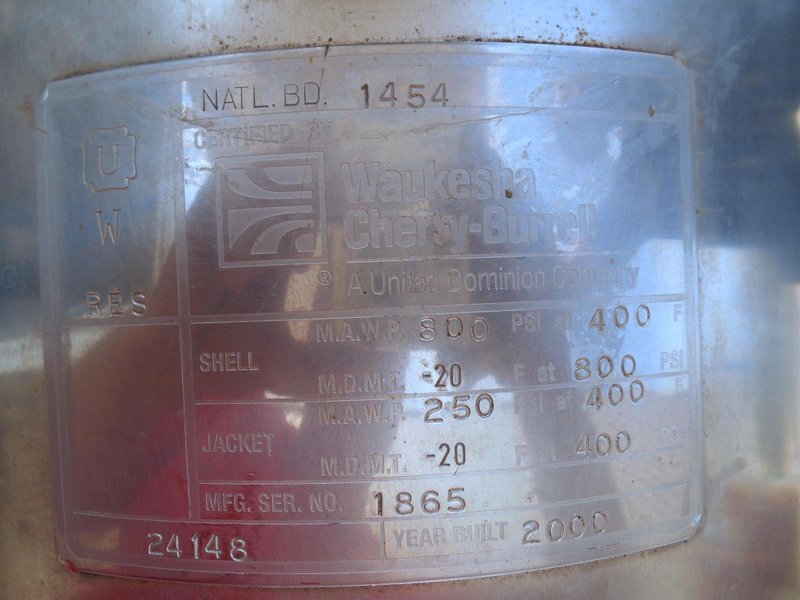 NATL. BD. 1454
U
W
RES
CERTIFIED BY
Waukesha
Cherry-Burrell
® A United Dominion Company
SHELL
M.A.W.P. 800 PSI at 400 F
M.D.M.T. -20 F at 800 PSI
JACKET
M.A.W.P. 250 PSI at 400 F
M.D.M.T. -20 F at 400 PSI
MFG. SER. NO. 1865
24148 YEAR BUILT 2000